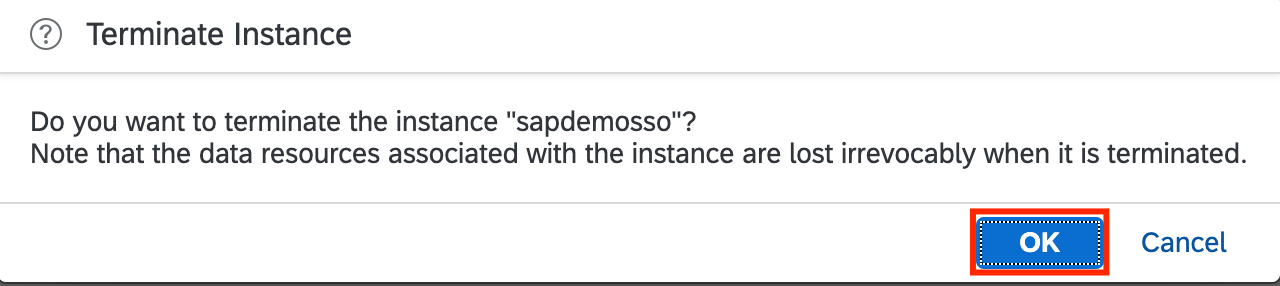 Terminate Instance
Do you want to terminate the instance "sapdemosso"?
Note that the data resources associated with the instance are lost irrevocably when it is terminated.
OK Cancel